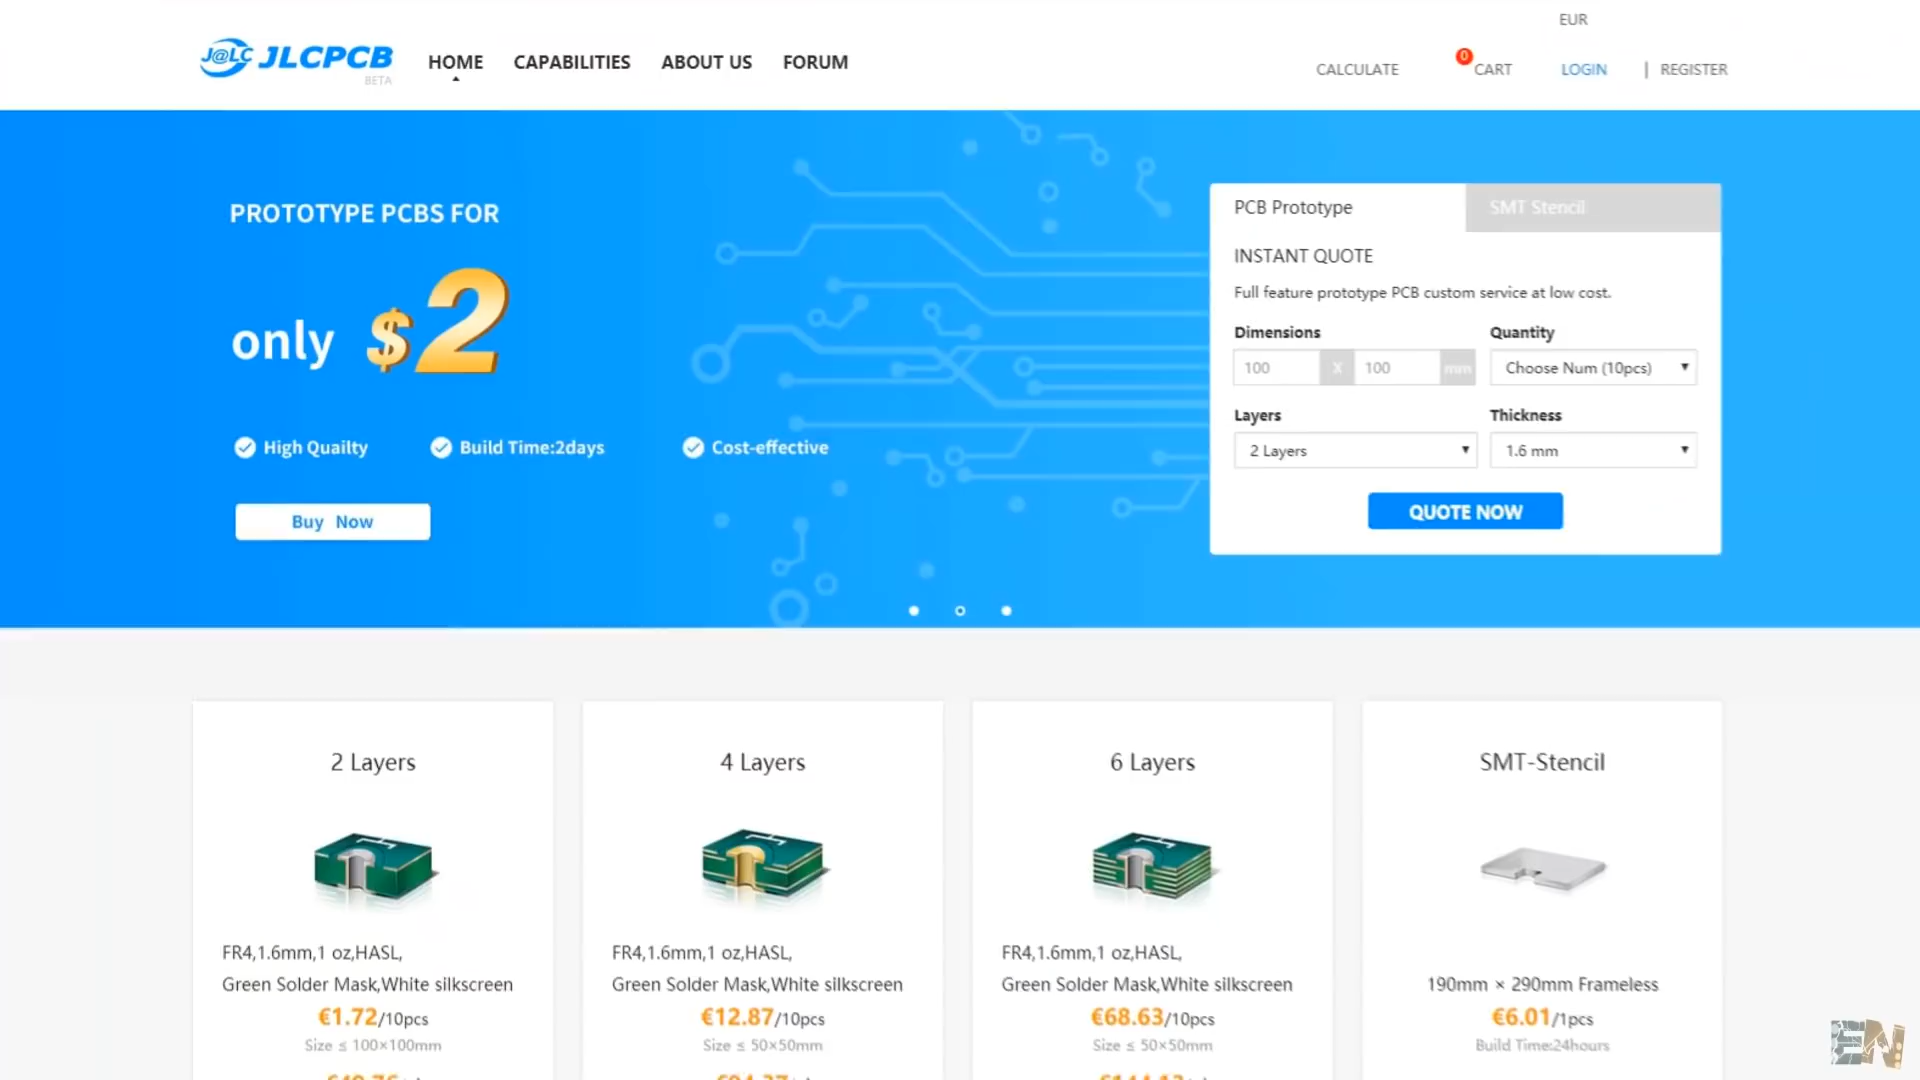 EUR
J@LC JLCPCB
BETA
HOME CAPABILITIES ABOUT US FORUM
CALCULATE 0 CART LOGIN | REGISTER
PROTOTYPE PCBS FOR
only $2
High Quailty Build Time:2days Cost-effective
Buy Now
PCB Prototype SMT Stencil
INSTANT QUOTE
Full feature prototype PCB custom service at low cost.
Dimensions Quantity
100 X 100 mm Choose Num (10pcs)
Layers Thickness
2 Layers 1.6 mm
QUOTE NOW
2 Layers
FR4,1.6mm,1 oz,HASL,
Green Solder Mask,White silkscreen
€1.72/10pcs
Size ≤ 100×100mm
4 Layers
FR4,1.6mm,1 oz,HASL,
Green Solder Mask,White silkscreen
€12.87/10pcs
Size ≤ 50×50mm
6 Layers
FR4,1.6mm,1 oz,HASL,
Green Solder Mask,White silkscreen
€68.63/10pcs
Size ≤ 50×50mm
SMT-Stencil
190mm × 290mm Frameless
€6.01/1pcs
Build Time:24hours
EN